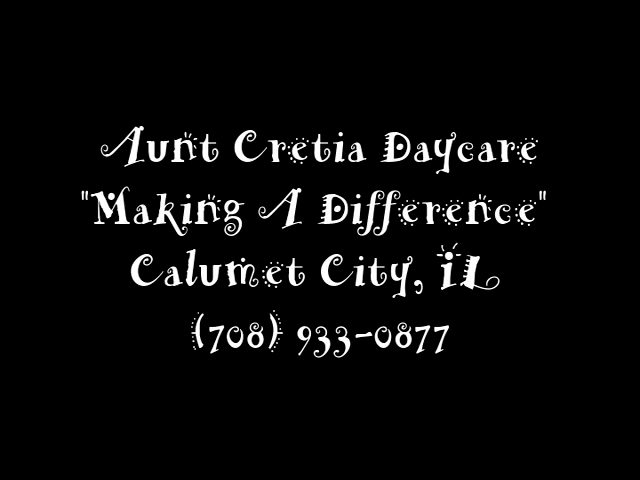 Aunt Cretia Daycare
"Making A Difference"
Calumet City, IL
(708) 933-0877